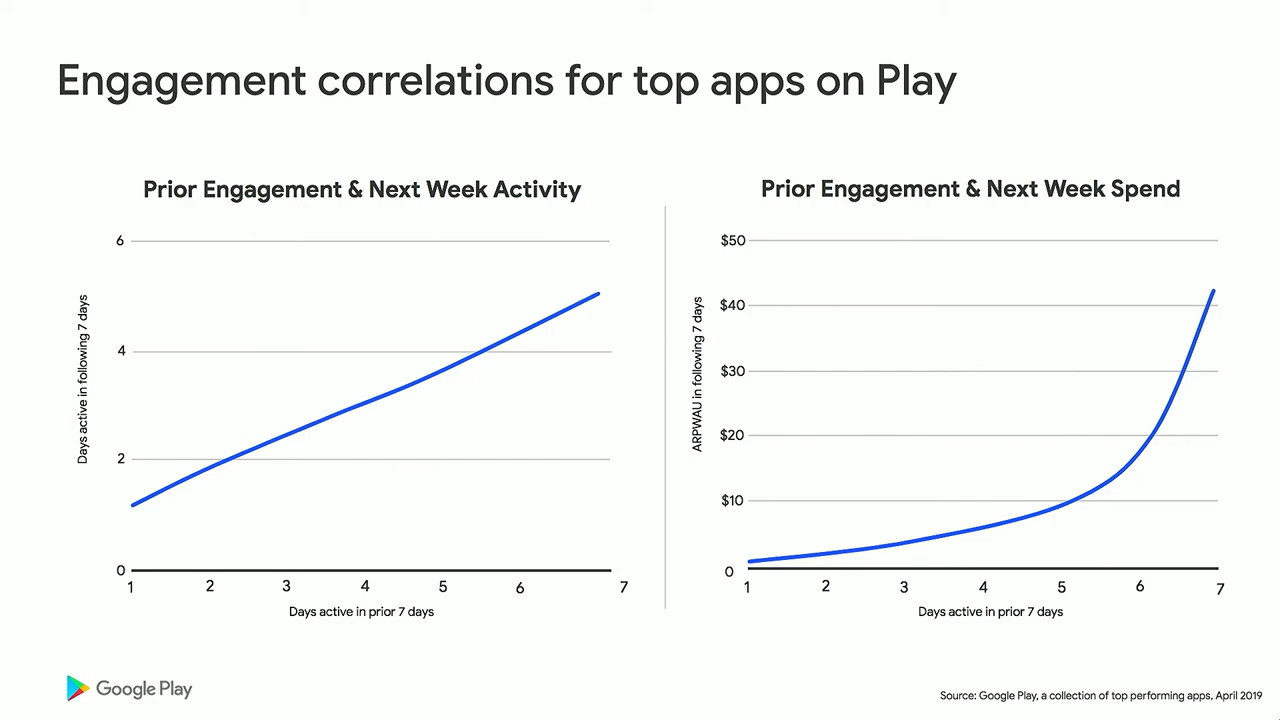 Engagement correlations for top apps on Play
Prior Engagement & Next Week Activity
Days active in following 7 days
6
4
2
0
1 2 3 4 5 6 7
Days active in prior 7 days
Prior Engagement & Next Week Spend
ARPWAU in following 7 days
$50
$40
$30
$20
$10
0
1 2 3 4 5 6 7
Days active in prior 7 days
Google Play
Source: Google Play, a collection of top performing apps, April 2019